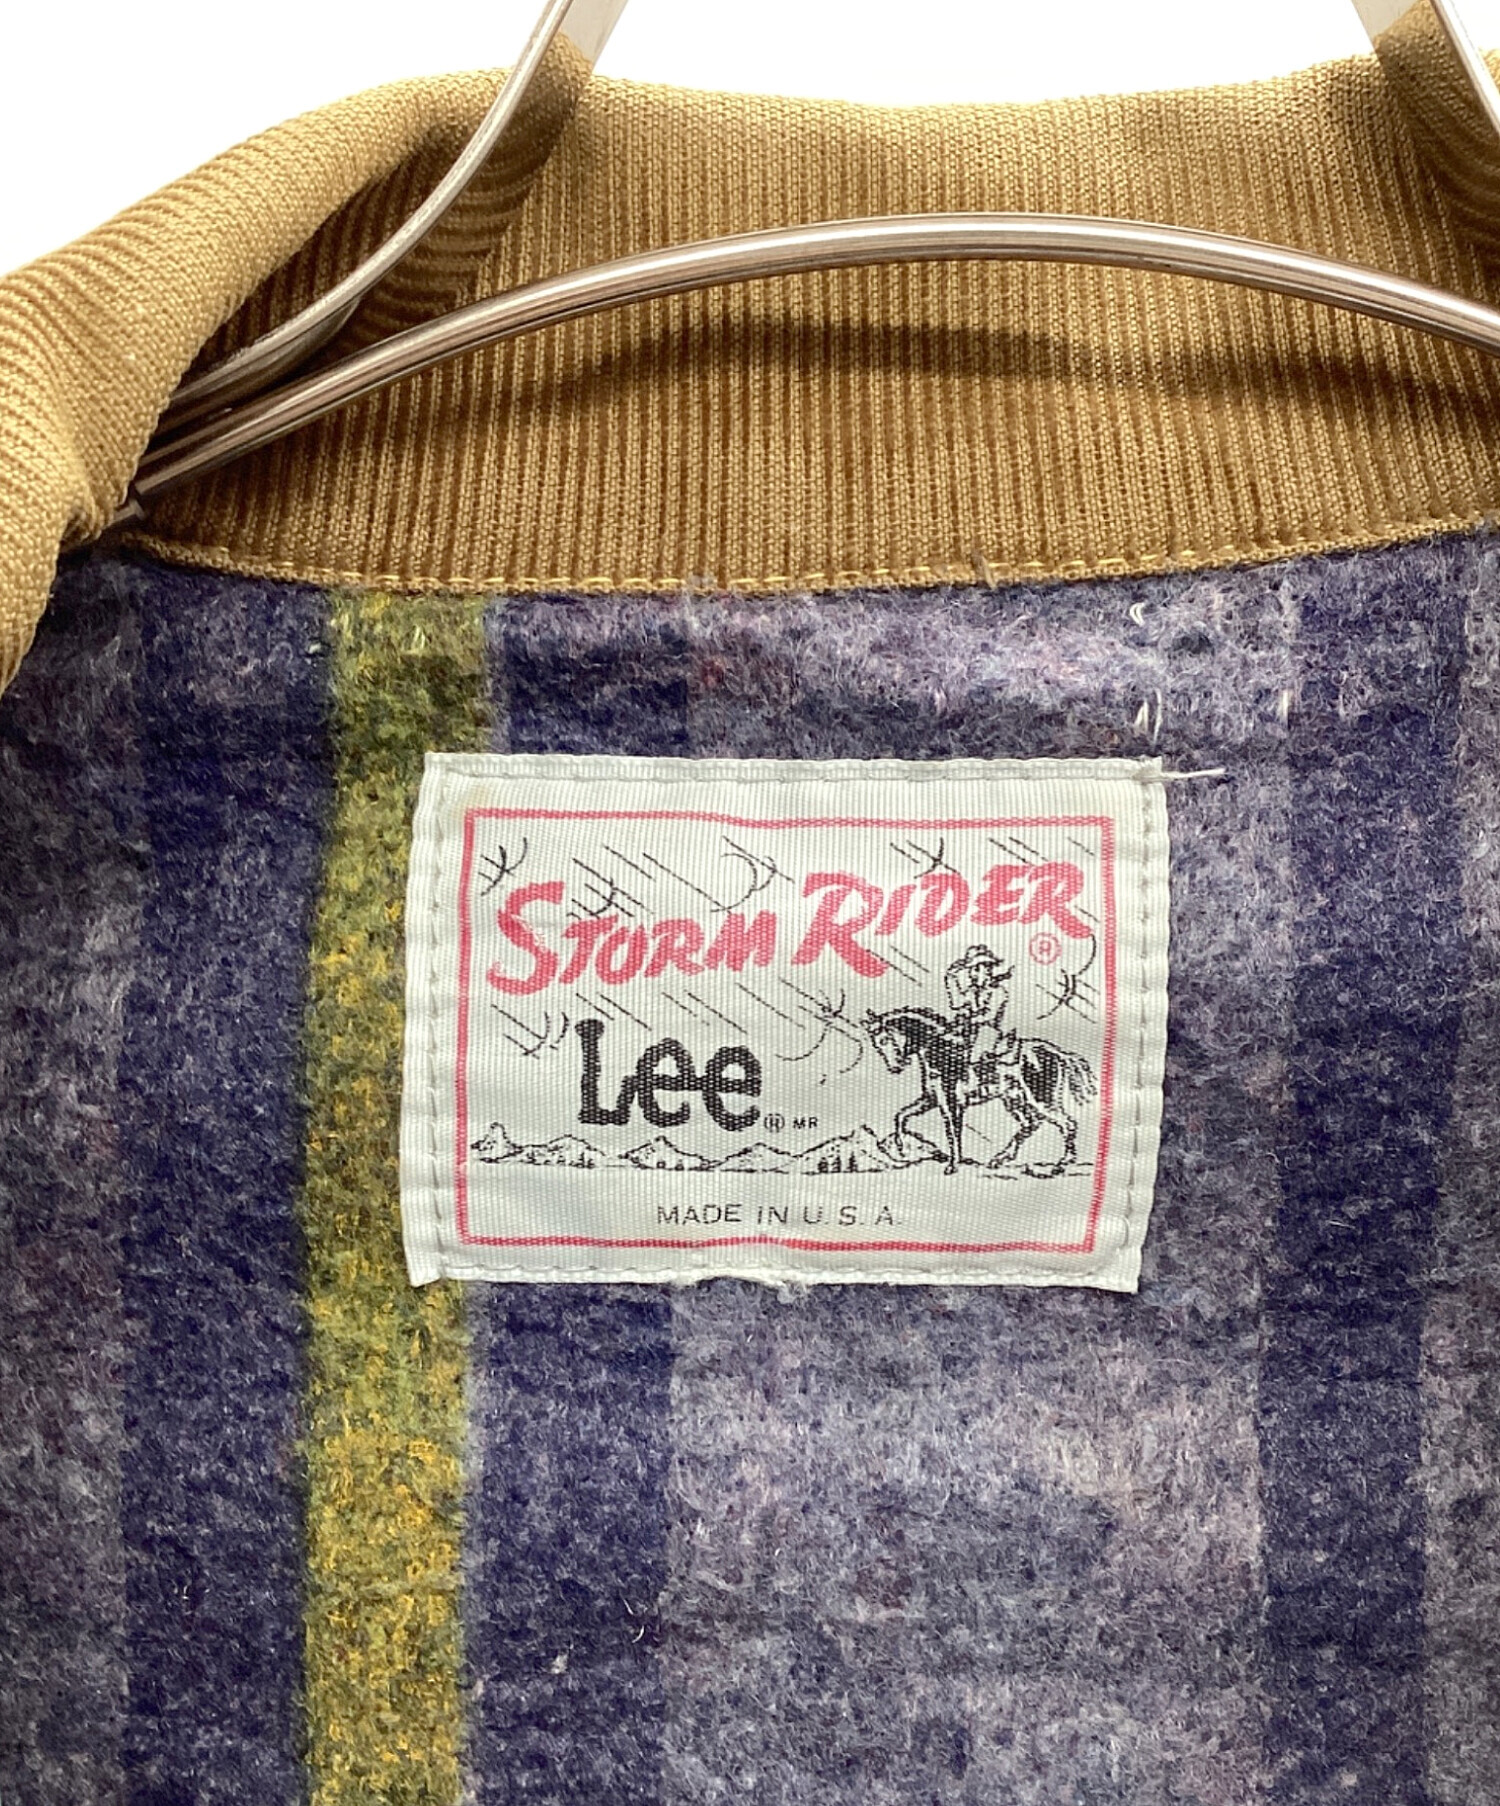 STORM RIDER ®
Lee ® MR
MADE IN U.S.A.